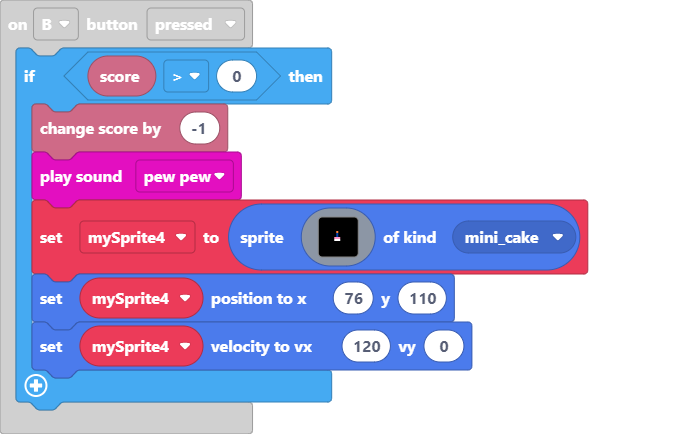 on B button pressed
if score > 0 then
change score by -1
play sound pew pew
set mySprite4 to sprite of kind mini_cake
set mySprite4 position to x 76 y 110
set mySprite4 velocity to vx 120 vy 0